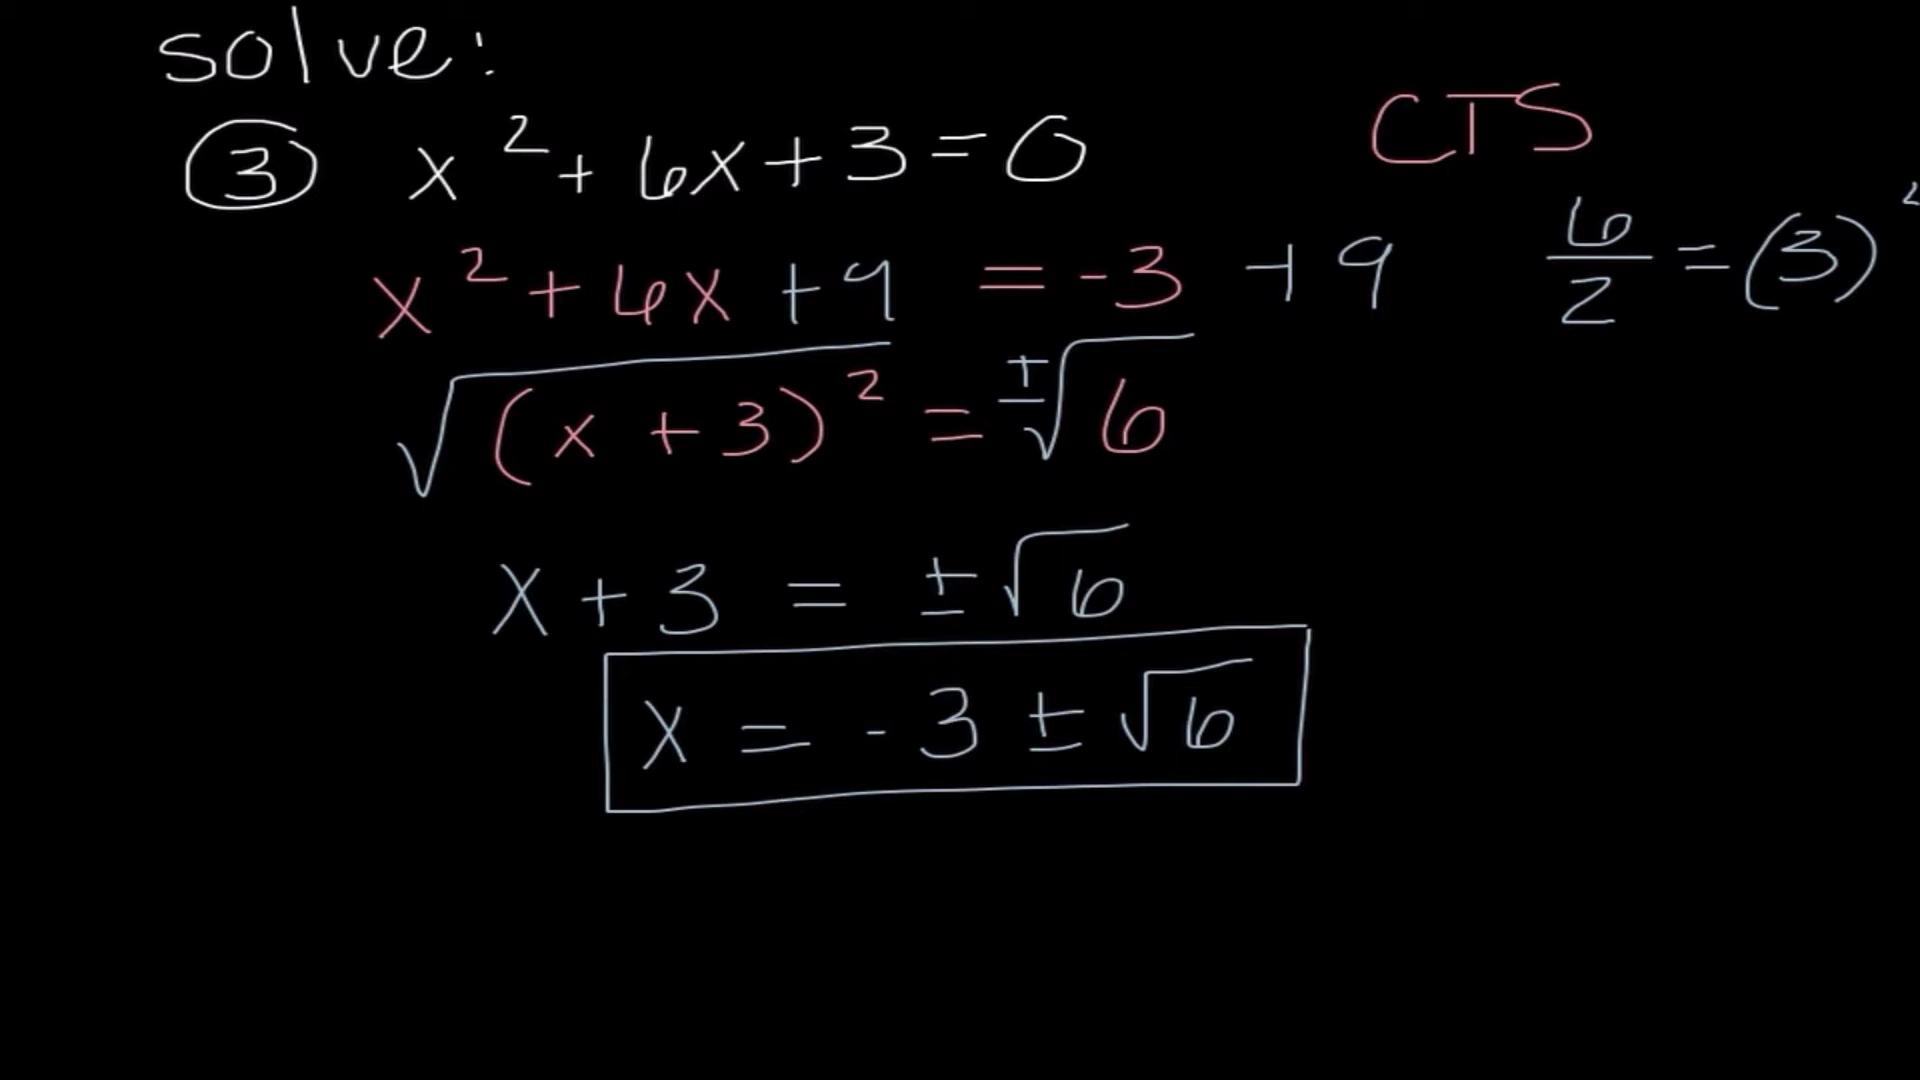 solve:
③ x² + 6x + 3 = 0
CTS
x² + 6x + 9 = -3 + 9
6/2 = (3)²
√(x + 3)² = ±√6
x + 3 = ±√6
x = -3 ± √6